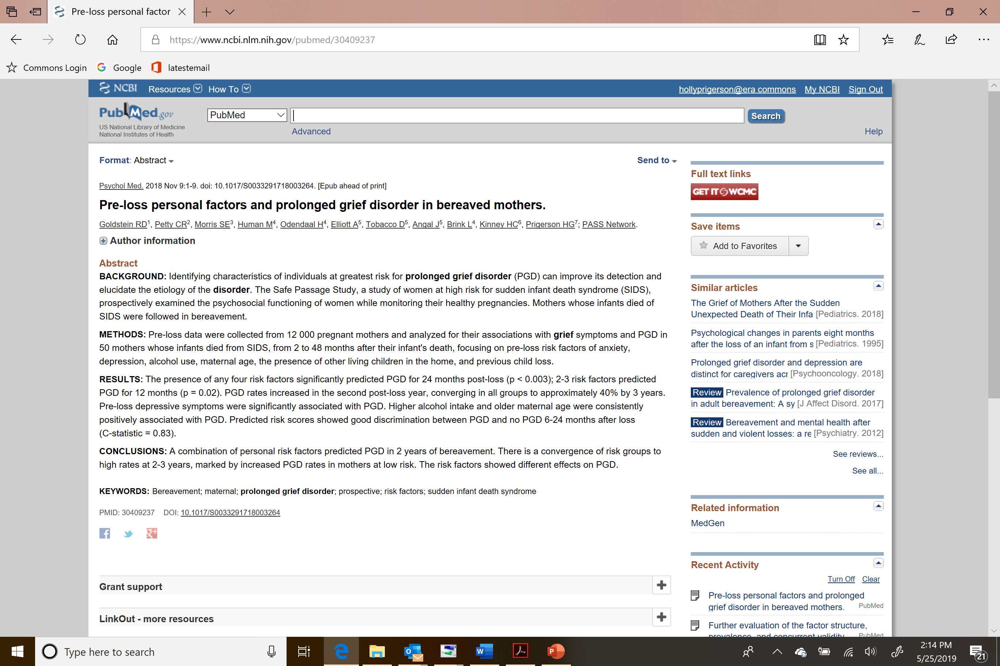 Pre-loss personal factor
https://www.ncbi.nlm.nih.gov/pubmed/30409237
Commons Login Google latestemail
NCBI Resources How To hollyprigerson@era commons My NCBI Sign Out
PubMed.gov
US National Library of Medicine
National Institutes of Health
PubMed Search
Advanced Help
Format: Abstract Send to
Psychol Med. 2018 Nov 9:1-9. doi: 10.1017/S0033291718003264. [Epub ahead of print]
Pre-loss personal factors and prolonged grief disorder in bereaved mothers.
Goldstein RD1, Petty CR2, Morris SE3, Human M4, Odendaal H4, Elliott A5, Tobacco D5, Angal J5, Brink L4, Kinney HC6, Prigerson HG7; PASS Network.
Author information
Abstract
BACKGROUND: Identifying characteristics of individuals at greatest risk for prolonged grief disorder (PGD) can improve its detection and
elucidate the etiology of the disorder. The Safe Passage Study, a study of women at high risk for sudden infant death syndrome (SIDS),
prospectively examined the psychosocial functioning of women while monitoring their healthy pregnancies. Mothers whose infants died of
SIDS were followed in bereavement.
METHODS: Pre-loss data were collected from 12 000 pregnant mothers and analyzed for their associations with grief symptoms and PGD in
50 mothers whose infants died from SIDS, from 2 to 48 months after their infant's death, focusing on pre-loss risk factors of anxiety,
depression, alcohol use, maternal age, the presence of other living children in the home, and previous child loss.
RESULTS: The presence of any four risk factors significantly predicted PGD for 24 months post-loss (p < 0.003); 2-3 risk factors predicted
PGD for 12 months (p = 0.02). PGD rates increased in the second post-loss year, converging in all groups to approximately 40% by 3 years.
Pre-loss depressive symptoms were significantly associated with PGD. Higher alcohol intake and older maternal age were consistently
positively associated with PGD. Predicted risk scores showed good discrimination between PGD and no PGD 6-24 months after loss
(C-statistic = 0.83).
CONCLUSIONS: A combination of personal risk factors predicted PGD in 2 years of bereavement. There is a convergence of risk groups to
high rates at 2-3 years, marked by increased PGD rates in mothers at low risk. The risk factors showed different effects on PGD.
KEYWORDS: Bereavement; maternal; prolonged grief disorder; prospective; risk factors; sudden infant death syndrome
PMID: 30409237 DOI: 10.1017/S0033291718003264
Grant support
LinkOut - more resources
Full text links
GET IT WCMC
Save items
Add to Favorites
Similar articles
The Grief of Mothers After the Sudden
Unexpected Death of Their Infa [Pediatrics. 2018]
Psychological changes in parents eight months
after the loss of an infant from s [Pediatrics. 1995]
Prolonged grief disorder and depression are
distinct for caregivers acr [Psychooncology. 2018]
Review Prevalence of prolonged grief disorder
in adult bereavement: A sy [J Affect Disord. 2017]
Review Bereavement and mental health after
sudden and violent losses: a re [Psychiatry. 2012]
See reviews...
See all...
Related information
MedGen
Recent Activity
Turn Off Clear
Pre-loss personal factors and prolonged
grief disorder in bereaved mothers. PubMed
Further evaluation of the factor structure,
prevalence, and concurrent validity PubMed
Type here to search
2:14 PM
5/25/2019
21